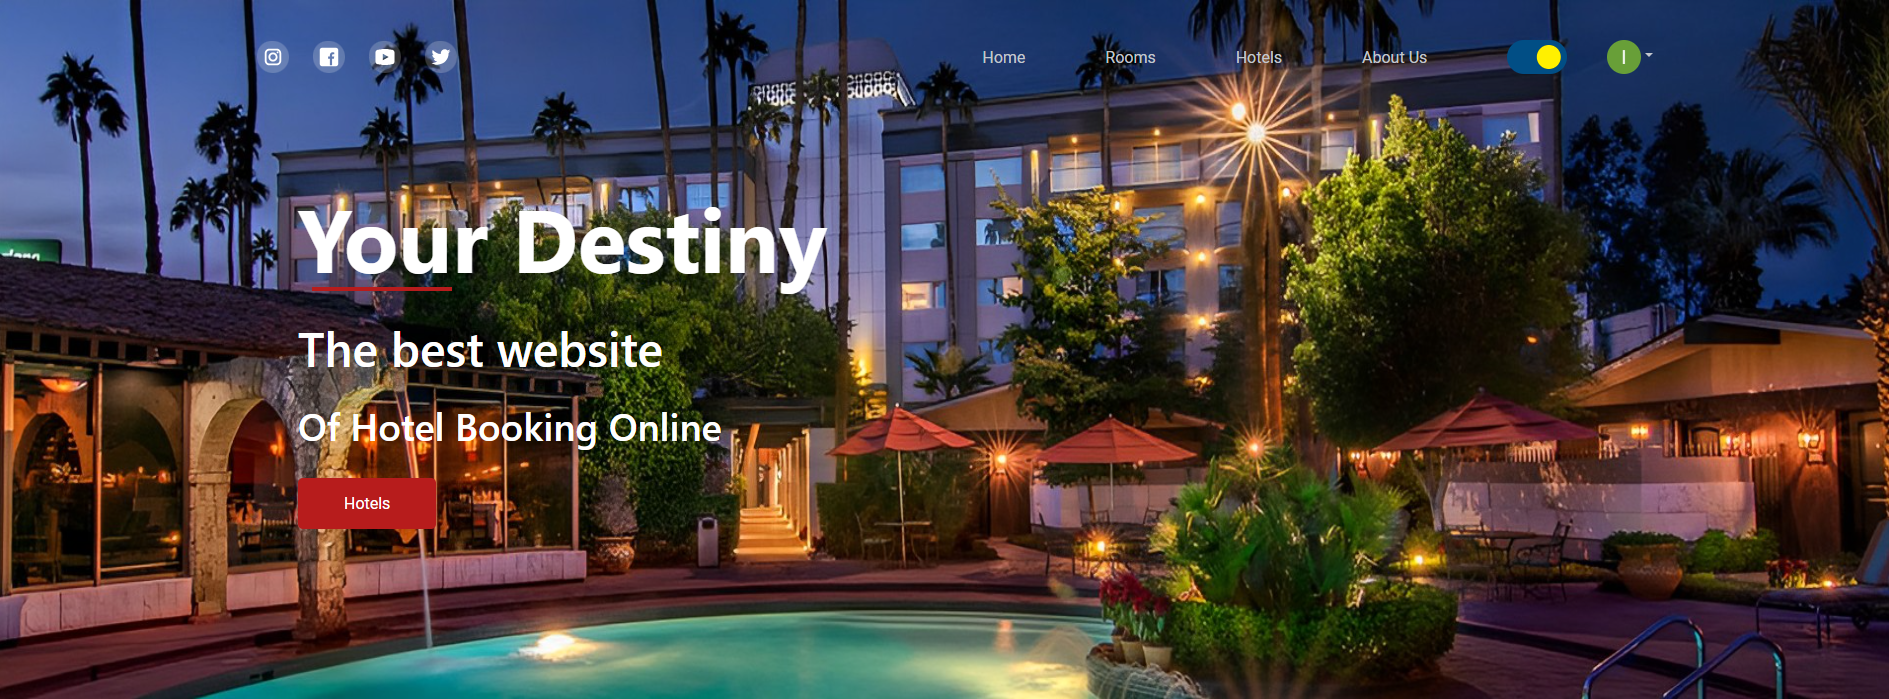 Home
Rooms
Hotels
About Us
I
Your Destiny
The best website
Of Hotel Booking Online
Hotels